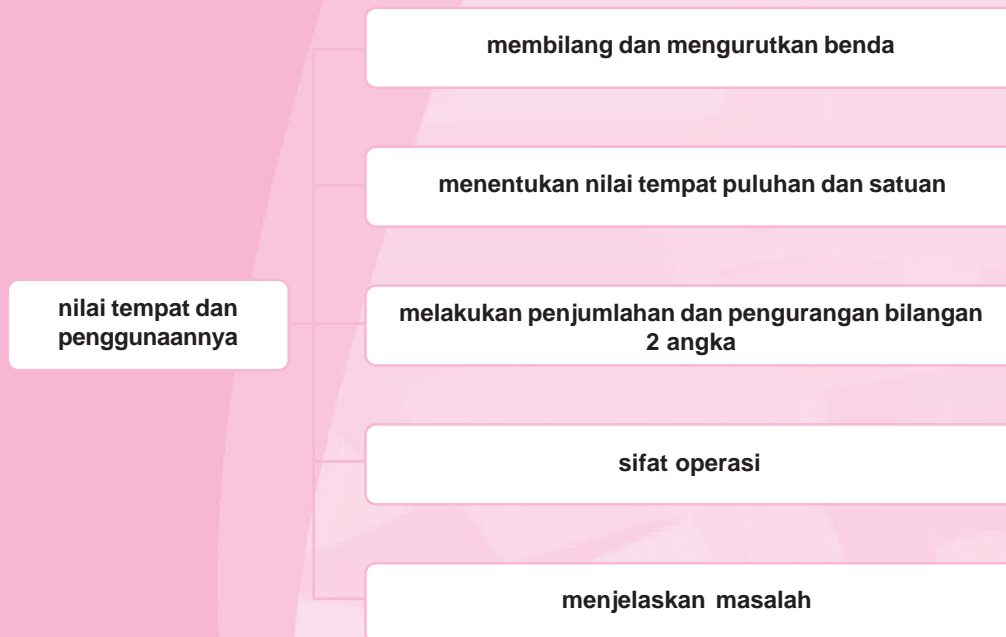 membilang dan mengurutkan benda
menentukan nilai tempat puluhan dan satuan
nilai tempat dan
penggunaannya
melakukan penjumlahan dan pengurangan bilangan
2 angka
sifat operasi
menjelaskan masalah